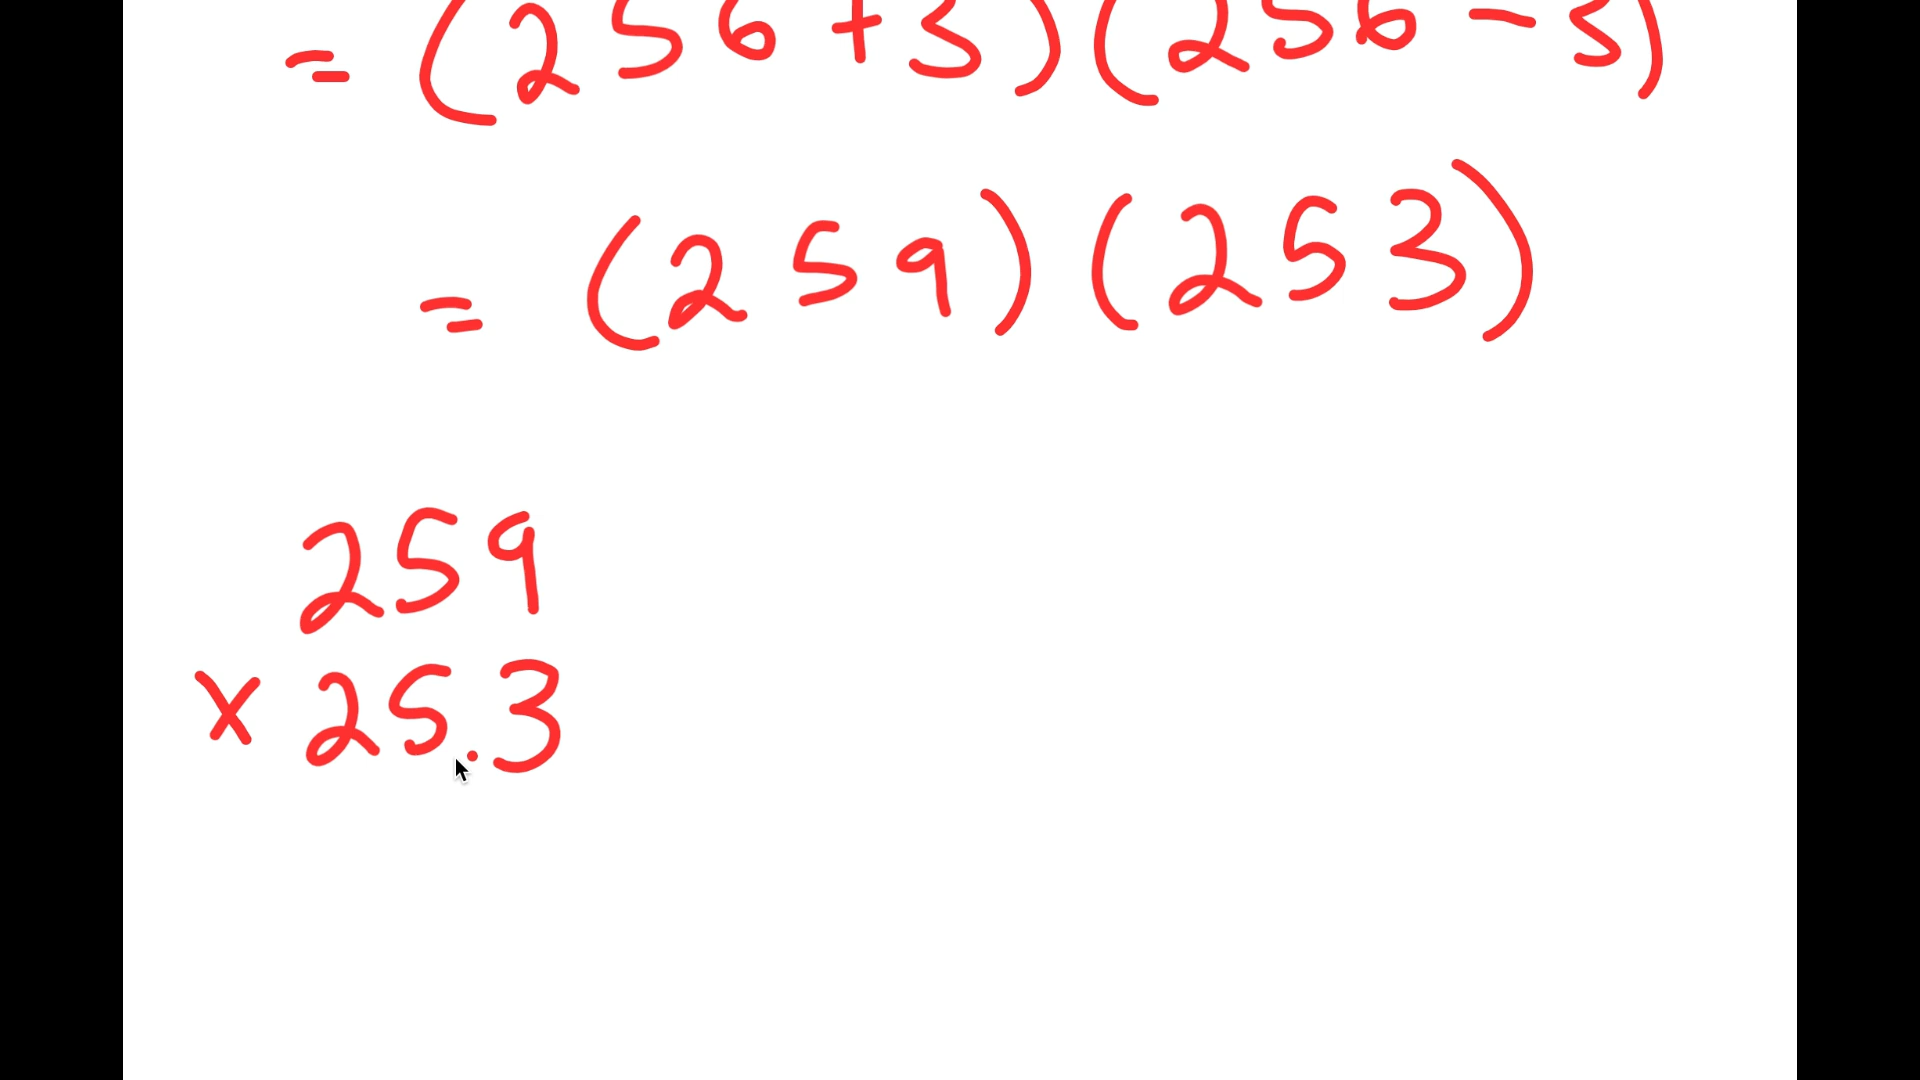 = (256+3)(256-3)
= (259)(253)
259
x 25.3